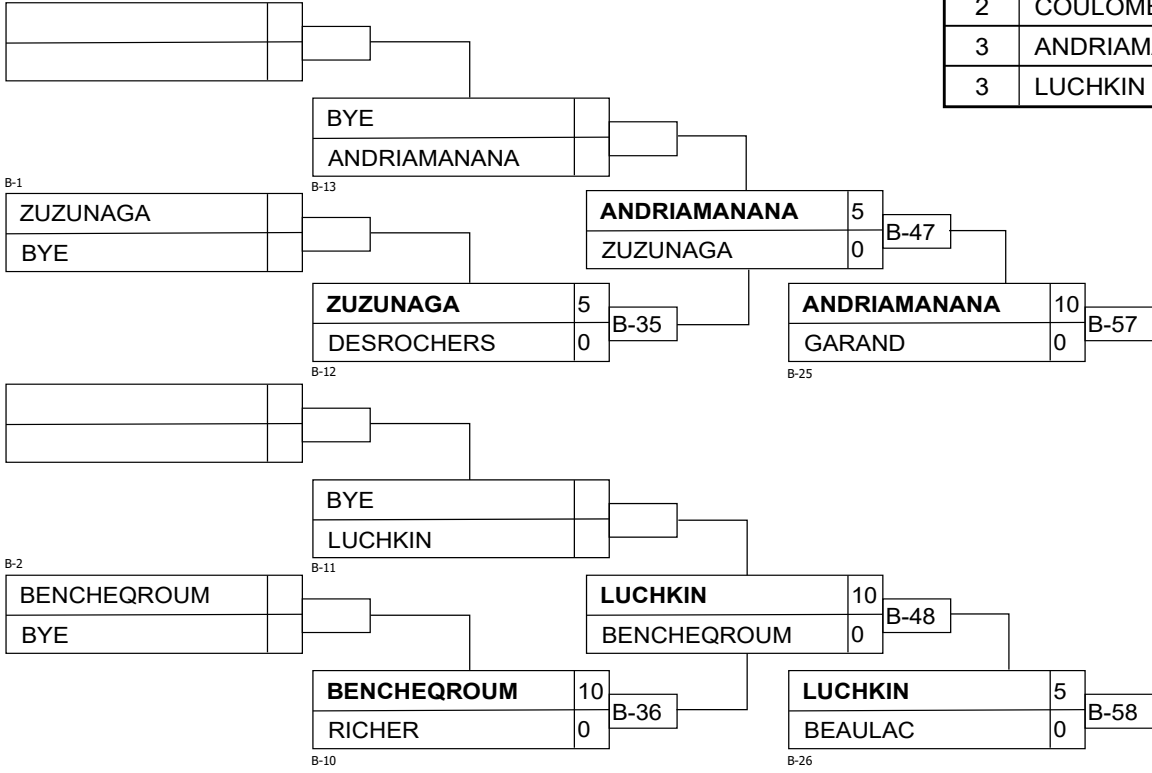 2 COULOMB
3 ANDRIAMA
3 LUCHKIN
BYE
ANDRIAMANANA
B-1
B-13
ZUZUNAGA
BYE
ANDRIAMANANA 5
ZUZUNAGA 0
B-47
ZUZUNAGA 5
DESROCHERS 0
B-35
ANDRIAMANANA 10
GARAND 0
B-57
B-12
B-25
BYE
LUCHKIN
B-2
B-11
BENCHEQROUM
BYE
LUCHKIN 10
BENCHEQROUM 0
B-48
BENCHEQROUM 10
RICHER 0
B-36
LUCHKIN 5
BEAULAC 0
B-58
B-10
B-26